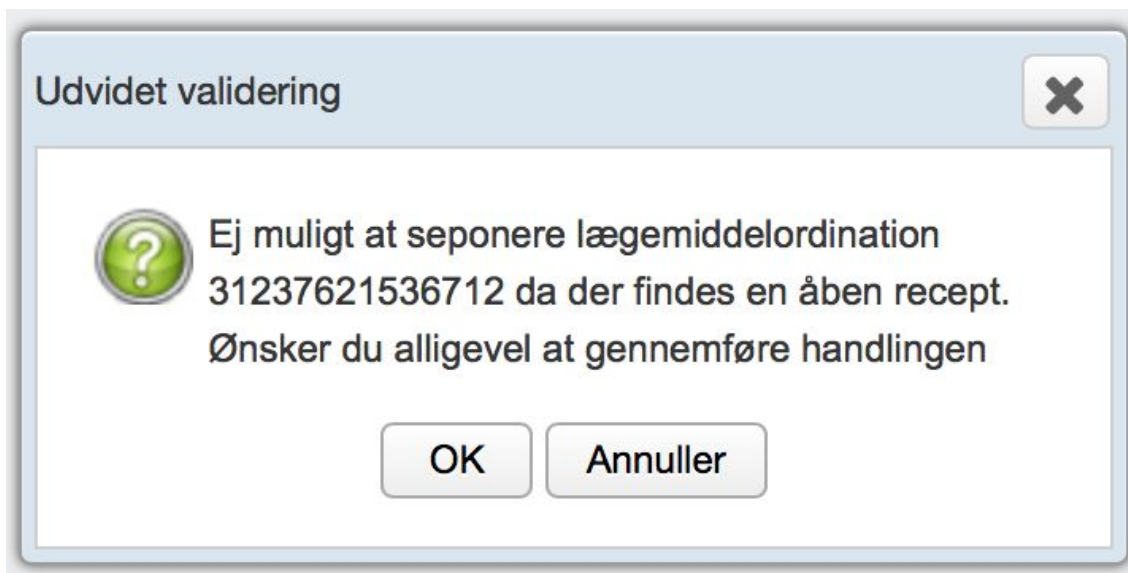 Udvidet validering
Ej muligt at seponere lægemiddelordination
31237621536712 da der findes en åben recept.
Ønsker du alligevel at gennemføre handlingen
OK
Annuller